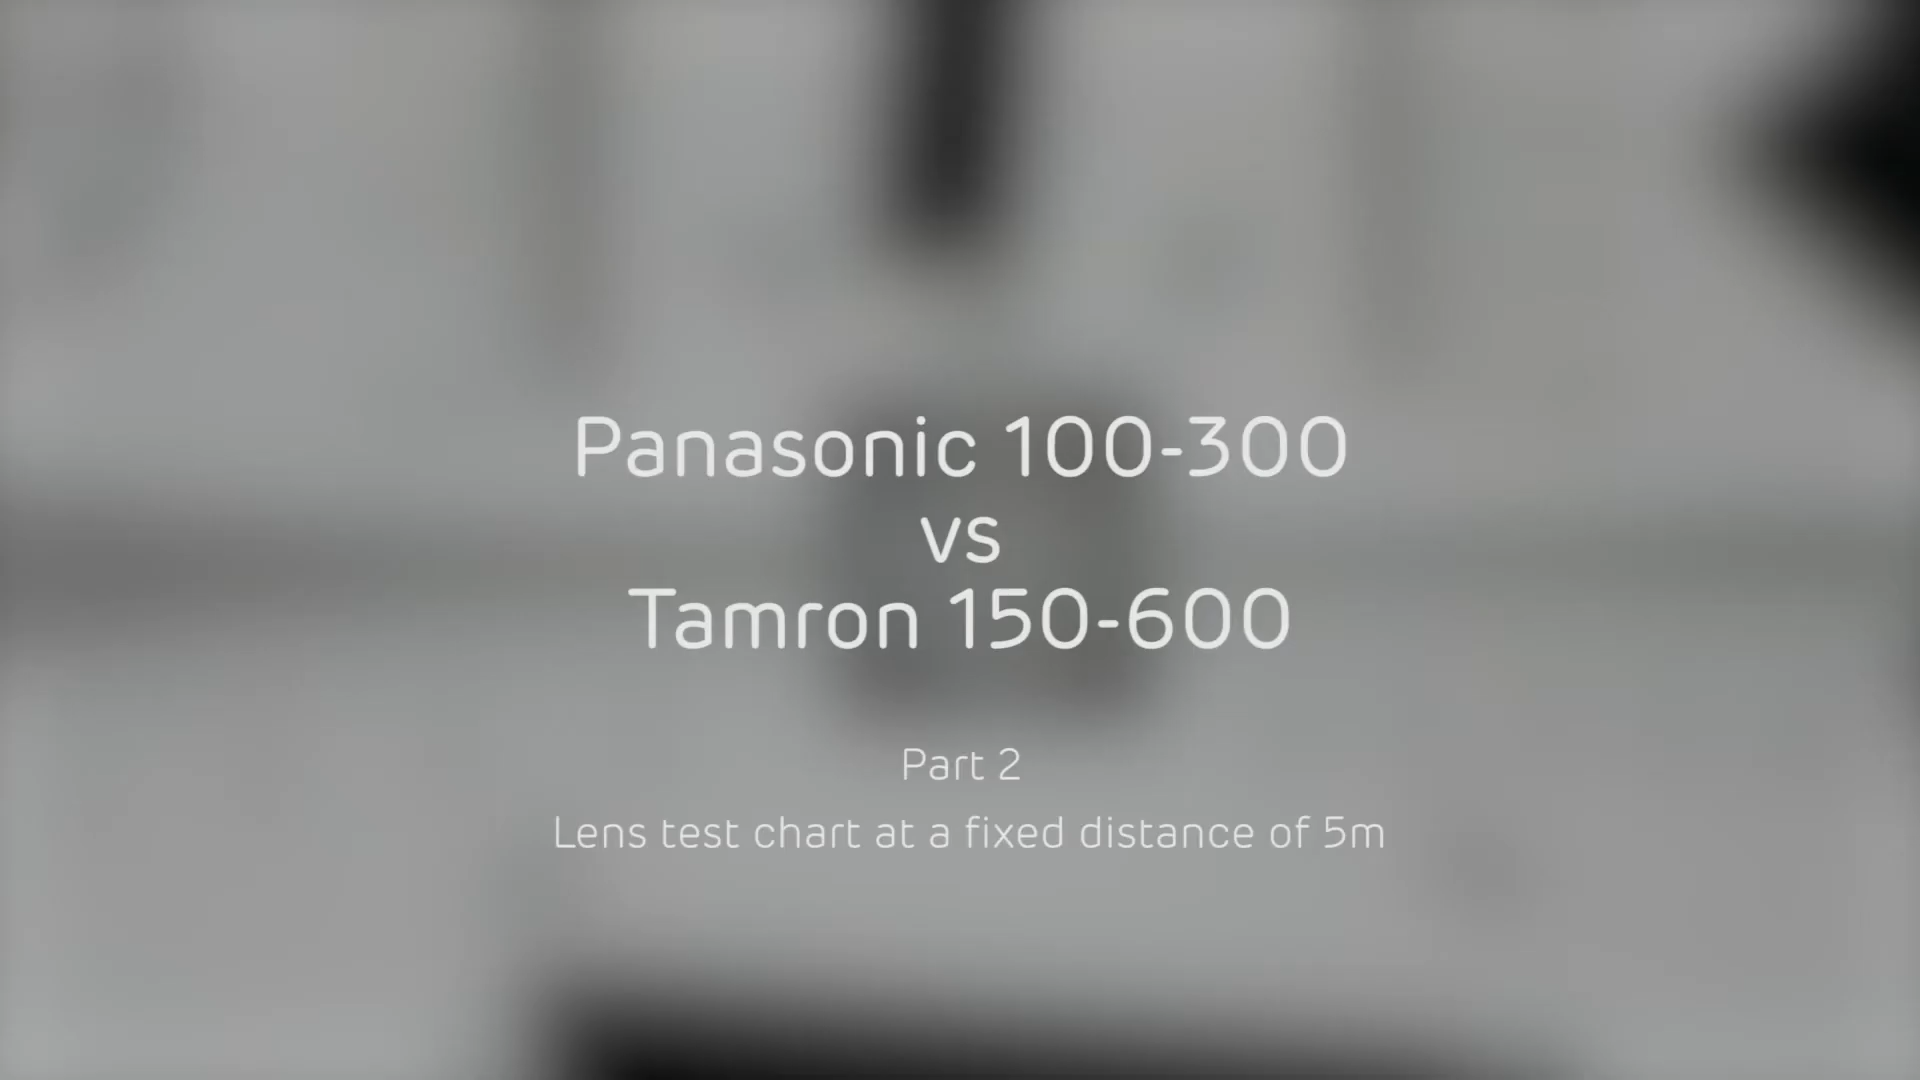 Panasonic 100-300
vs
Tamron 150-600
Part 2
Lens test chart at a fixed distance of 5m